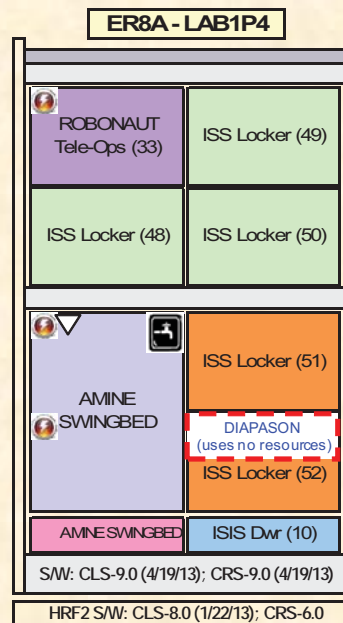 ER8A - LAB1P4
ROBONAUT
Tele-Ops (33)
ISS Locker (49)
ISS Locker (48)
ISS Locker (50)
AMINE
SWINGBED
ISS Locker (51)
DIAPASON
(uses no resources)
ISS Locker (52)
AMINE SWINGBED
ISIS Dwr (10)
S/W: CLS-9.0 (4/19/13); CRS-9.0 (4/19/13)
HRF2 S/W: CLS-8.0 (1/22/13); CRS-6.0